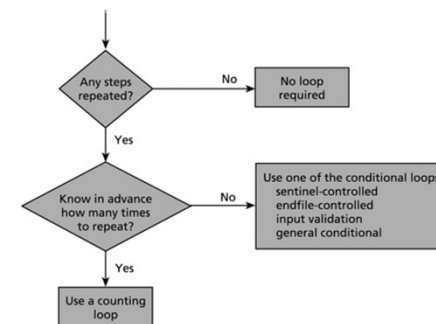 Any steps
repeated?
No
No loop
required
Yes
Know in advance
how many times
to repeat?
No
Use one of the conditional loops
sentinel-controlled
endfile-controlled
input validation
general conditional
Yes
Use a counting
loop